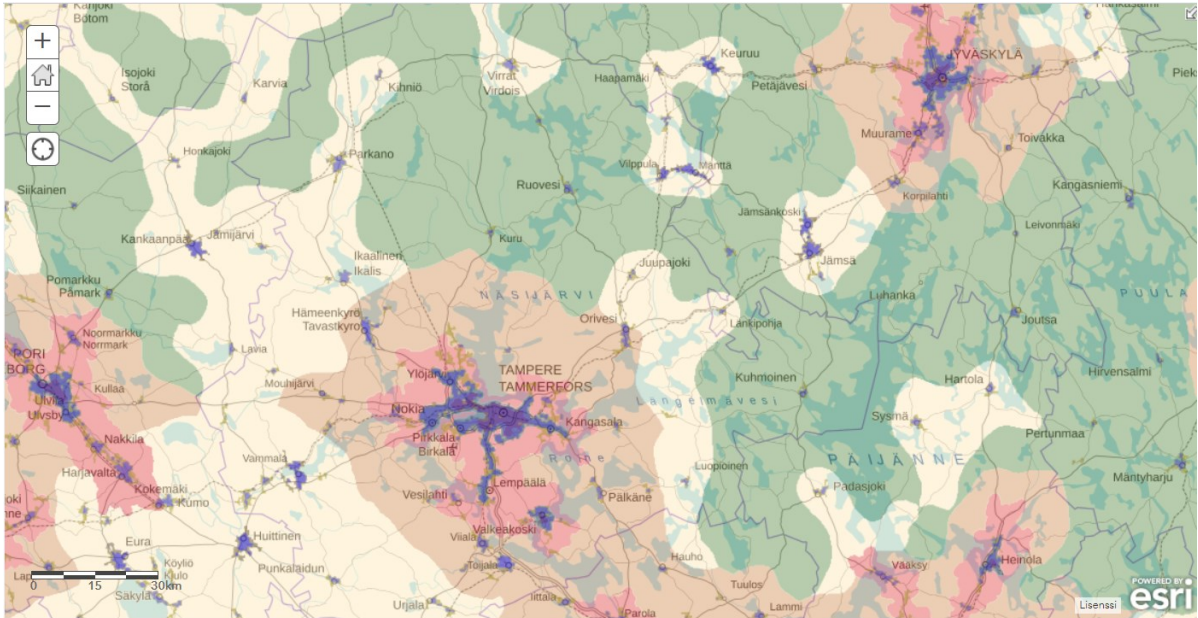 Karijoki
Bötom
Isojoki
Storå
Karvia
Kihniö
Virrat
Virdois
Haapamäki
Keuruu
Petäjävesi
JYVÄSKYLÄ
Hankasalmi
Pieks
Muurame
Toivakka
Honkajoki
Parkano
Vilppula
Mänttä
Siikainen
Ruovesi
Korpilahti
Kangasniemi
Jämsänkoski
Leivonmäki
Kankaanpää
Jämijärvi
Kuru
Ikaalinen
Ikalis
Juupajoki
Jämsä
Pomarkku
Påmark
NÄSIJÄRVI
Luhanka
PUULA
Hämeenkyrö
Tavastkyro
Orivesi
Länkipohja
Joutsa
Noormarkku
Norrmark
Lavia
PORI
BORG
Ylöjärvi
TAMPERE
TAMMERFORS
Kuhmoinen
Hirvensalmi
Kullaa
Mouhijärvi
Hartola
Ulvila
Ulvsby
Nokia
Längelmävesi
Kangasala
Sysmä
Pirkkala
Birkala
Pertunmaa
Nakkila
Vammala
Roine
PÄIJÄNNE
Luopioinen
Harjavalta
Mäntyharju
Lempäälä
Padasjoki
Kokemäki
Kumo
Vesilahti
Pälkäne
Valkeakoski
Huittinen
Viiala
Eura
Köyliö
Kiulo
Punkalaidun
Toijala
Hauho
Vääksy
Heinola
0 15 30km
Säkylä
Urjala
Iittala
Tuulos
Lammi
Parola
Lisenssi
POWERED BY
esri